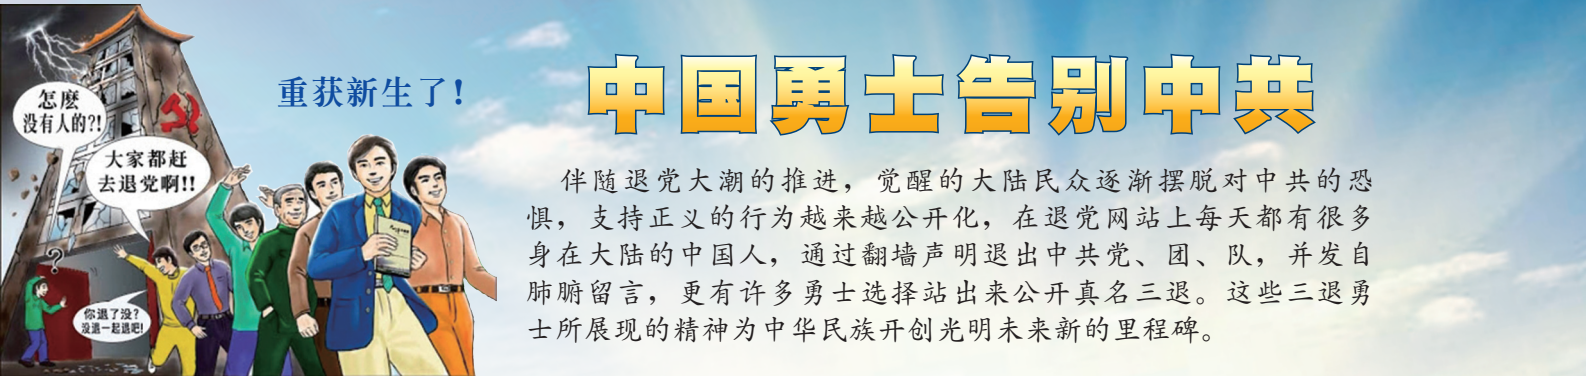 怎麽
没有人的?!
大家都赶
去退党啊!!
?
你退了没?
没退一起退吧!
重获新生了!
中国勇士告别中共
伴随退党大潮的推进，觉醒的大陆民众逐渐摆脱对中共的恐
惧，支持正义的行为越来越公开化，在退党网站上每天都有很多
身在大陆的中国人，通过翻墙声明退出中共党、团、队，并发自
肺腑留言，更有许多勇士选择站出来公开真名三退。这些三退勇
士所展现的精神为中华民族开创光明未来新的里程碑。